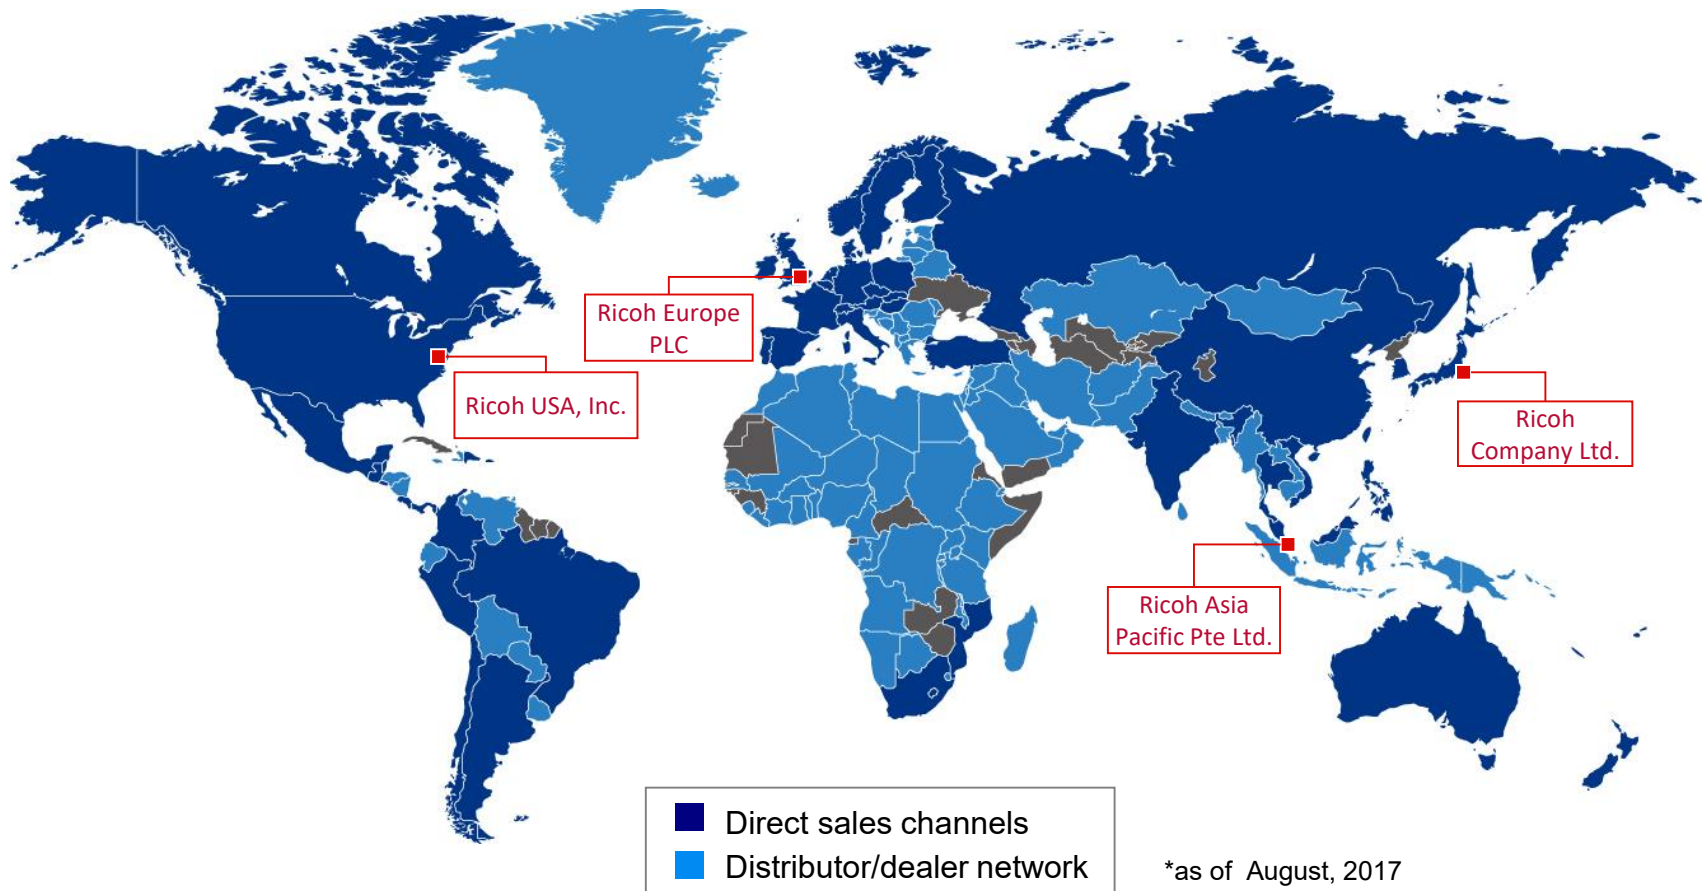 Ricoh Europe
PLC
Ricoh USA, Inc.
Ricoh
Company Ltd.
Ricoh Asia
Pacific Pte Ltd.
Direct sales channels
Distributor/dealer network
*as of August, 2017